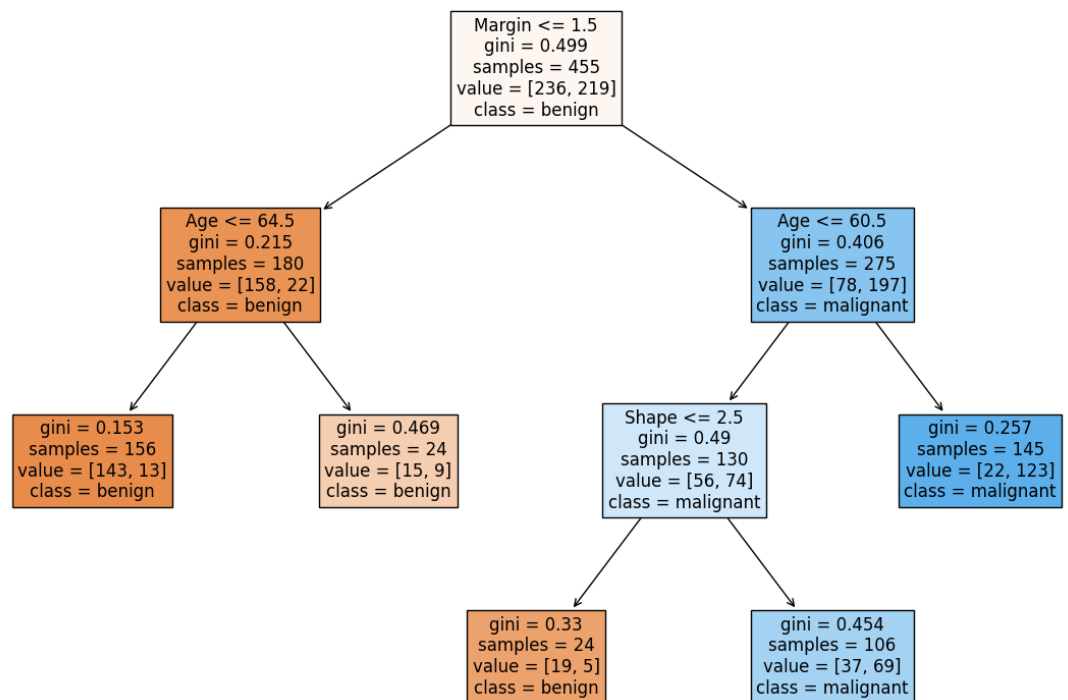 Margin <= 1.5
gini = 0.499
samples = 455
value = [236, 219]
class = benign
Age <= 64.5
gini = 0.215
samples = 180
value = [158, 22]
class = benign
Age <= 60.5
gini = 0.406
samples = 275
value = [78, 197]
class = malignant
gini = 0.153
samples = 156
value = [143, 13]
class = benign
gini = 0.469
samples = 24
value = [15, 9]
class = benign
Shape <= 2.5
gini = 0.49
samples = 130
value = [56, 74]
class = malignant
gini = 0.257
samples = 145
value = [22, 123]
class = malignant
gini = 0.33
samples = 24
value = [19, 5]
class = benign
gini = 0.454
samples = 106
value = [37, 69]
class = malignant